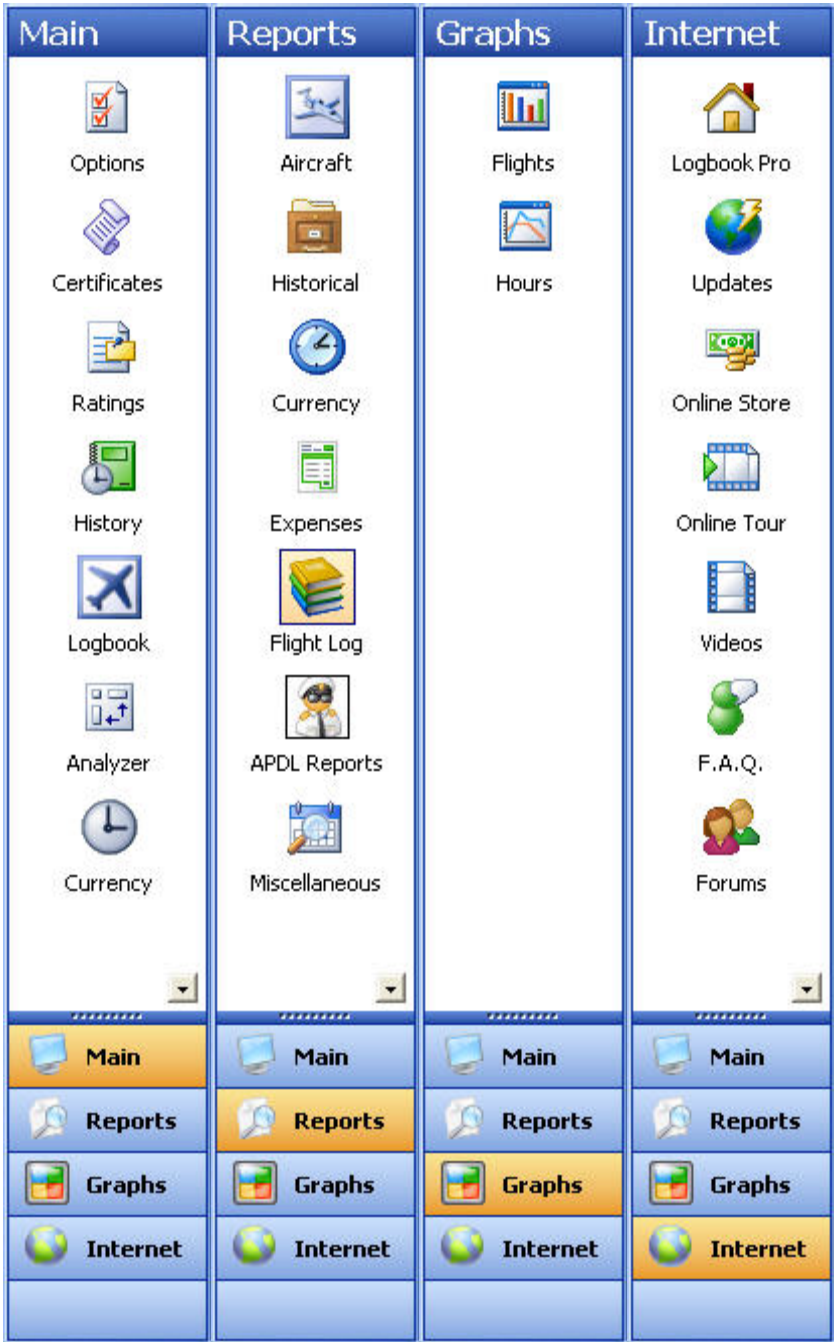 Main
Options
Certificates
Ratings
History
Logbook
Analyzer
Currency
Main
Reports
Graphs
Internet
Reports
Aircraft
Historical
Currency
Expenses
Flight Log
APDL Reports
Miscellaneous
Main
Reports
Graphs
Internet
Graphs
Flights
Hours
Main
Reports
Graphs
Internet
Internet
Logbook Pro
Updates
Online Store
Online Tour
Videos
F.A.Q.
Forums
Main
Reports
Graphs
Internet